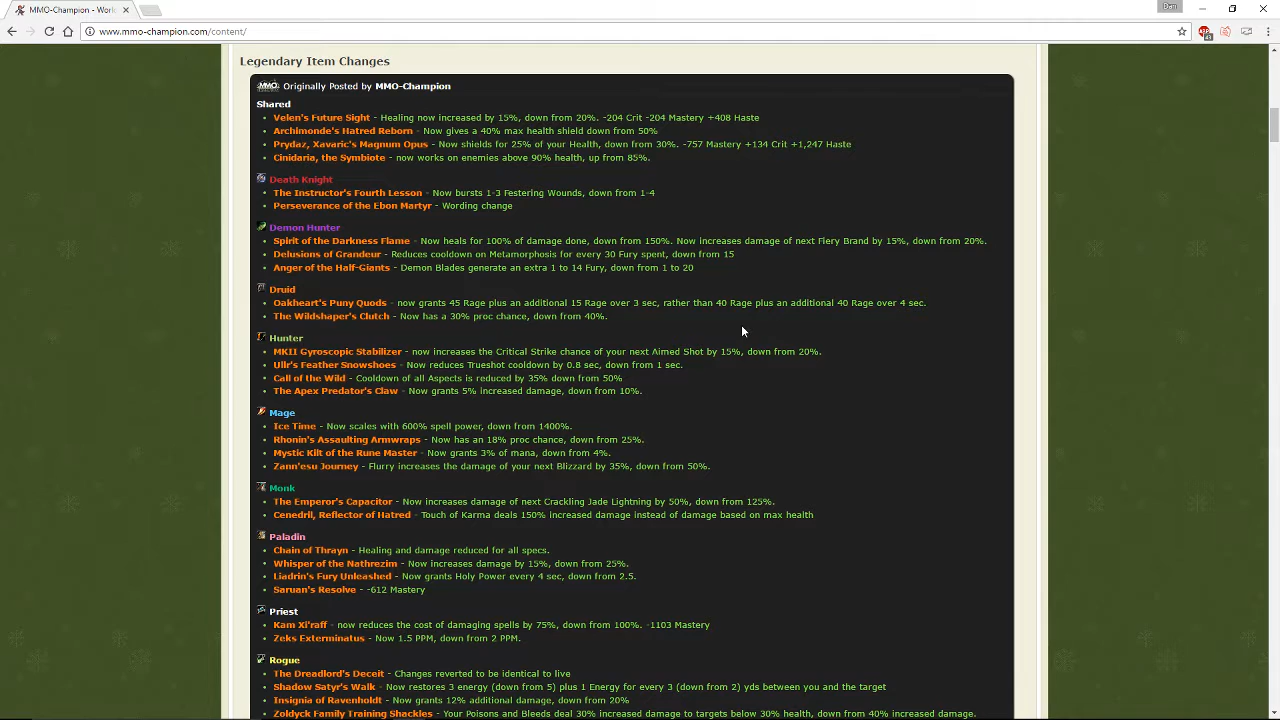 MMO-Champion - Worl
Den
www.mmo-champion.com/content/
Legendary Item Changes
MMO Originally Posted by MMO-Champion
Shared
Velen's Future Sight - Healing now increased by 15%, down from 20%. -204 Crit -204 Mastery +408 Haste
Archimonde's Hatred Reborn - Now gives a 40% max health shield down from 50%
Prydaz, Xavaric's Magnum Opus - Now shields for 25% of your Health, down from 30%. -757 Mastery +134 Crit +1,247 Haste
Cinidaria, the Symbiote - now works on enemies above 90% health, up from 85%.
Death Knight
The Instructor's Fourth Lesson - Now bursts 1-3 Festering Wounds, down from 1-4
Perseverance of the Ebon Martyr - Wording change
Demon Hunter
Spirit of the Darkness Flame - Now heals for 100% of damage done, down from 150%. Now increases damage of next Fiery Brand by 15%, down from 20%.
Delusions of Grandeur - Reduces cooldown on Metamorphosis for every 30 Fury spent, down from 15
Anger of the Half-Giants - Demon Blades generate an extra 1 to 14 Fury, down from 1 to 20
Druid
Oakheart's Puny Quods - now grants 45 Rage plus an additional 15 Rage over 3 sec, rather than 40 Rage plus an additional 40 Rage over 4 sec.
The Wildshaper's Clutch - Now has a 30% proc chance, down from 40%.
Hunter
MKII Gyroscopic Stabilizer - now increases the Critical Strike chance of your next Aimed Shot by 15%, down from 20%.
Ullr's Feather Snowshoes - Now reduces Trueshot cooldown by 0.8 sec, down from 1 sec.
Call of the Wild - Cooldown of all Aspects is reduced by 35% down from 50%
The Apex Predator's Claw - Now grants 5% increased damage, down from 10%.
Mage
Ice Time - Now scales with 600% spell power, down from 1400%.
Rhonin's Assaulting Armwraps - Now has an 18% proc chance, down from 25%.
Mystic Kilt of the Rune Master - Now grants 3% of mana, down from 4%.
Zann'esu Journey - Flurry increases the damage of your next Blizzard by 35%, down from 50%.
Monk
The Emperor's Capacitor - Now increases damage of next Crackling Jade Lightning by 50%, down from 125%.
Cenedril, Reflector of Hatred - Touch of Karma deals 150% increased damage instead of damage based on max health
Paladin
Chain of Thrayn - Healing and damage reduced for all specs.
Whisper of the Nathrezim - Now increases damage by 15%, down from 25%.
Liadrin's Fury Unleashed - Now grants Holy Power every 4 sec, down from 2.5.
Saruan's Resolve - -612 Mastery
Priest
Kam Xi'raff - now reduces the cost of damaging spells by 75%, down from 100%. -1103 Mastery
Zeks Exterminatus - Now 1.5 PPM, down from 2 PPM.
Rogue
The Dreadlord's Deceit - Changes reverted to be identical to live
Shadow Satyr's Walk - Now restores 3 energy (down from 5) plus 1 Energy for every 3 (down from 2) yds between you and the target
Insignia of Ravenholdt - Now grants 12% additional damage, down from 20%
Zoldyck Family Training Shackles - Your Poisons and Bleeds deal 30% increased damage to targets below 30% health, down from 40% increased damage.